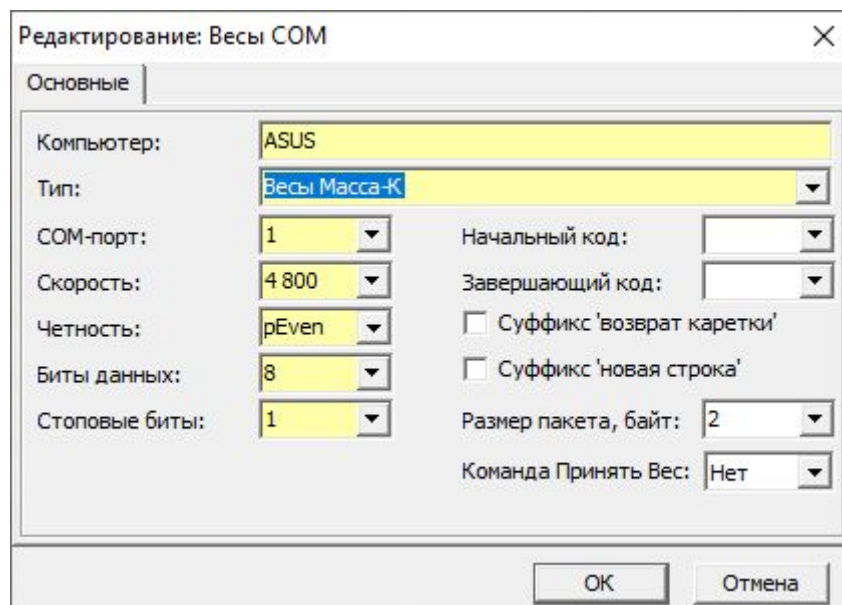 Редактирование: Весы COM
Основные
Компьютер: ASUS
Тип: Весы Масса-К
COM-порт: 1 Начальный код:
Скорость: 4 800 Завершающий код:
Четность: pEven Суффикс 'возврат каретки'
Биты данных: 8 Суффикс 'новая строка'
Стоповые биты: 1 Размер пакета, байт: 2
Команда Принять Вес: Нет
OK Отмена